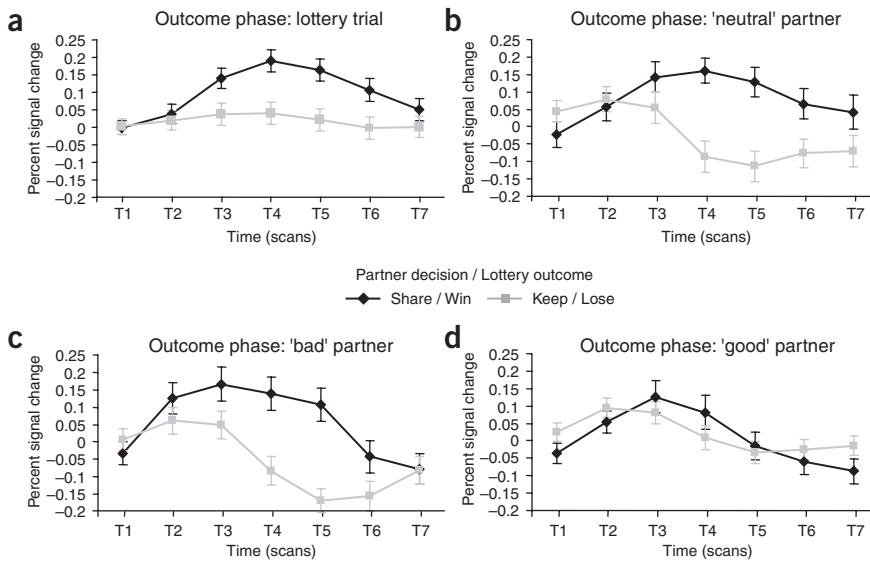 a
Outcome phase: lottery trial
Percent signal change
0.25
0.2
0.15
0.1
0.05
0
–0.05
–0.1
–0.15
–0.2
T1 T2 T3 T4 T5 T6 T7
Time (scans)
b
Outcome phase: 'neutral' partner
Percent signal change
0.25
0.2
0.15
0.1
0.05
0
–0.05
–0.1
–0.15
–0.2
T1 T2 T3 T4 T5 T6 T7
Time (scans)
Partner decision / Lottery outcome
Share / Win Keep / Lose
c
Outcome phase: 'bad' partner
Percent signal change
0.25
0.2
0.15
0.1
0.05
0
–0.05
–0.1
–0.15
–0.2
T1 T2 T3 T4 T5 T6 T7
Time (scans)
d
Outcome phase: 'good' partner
Percent signal change
0.25
0.2
0.15
0.1
0.05
0
–0.05
–0.1
–0.15
–0.2
T1 T2 T3 T4 T5 T6 T7
Time (scans)